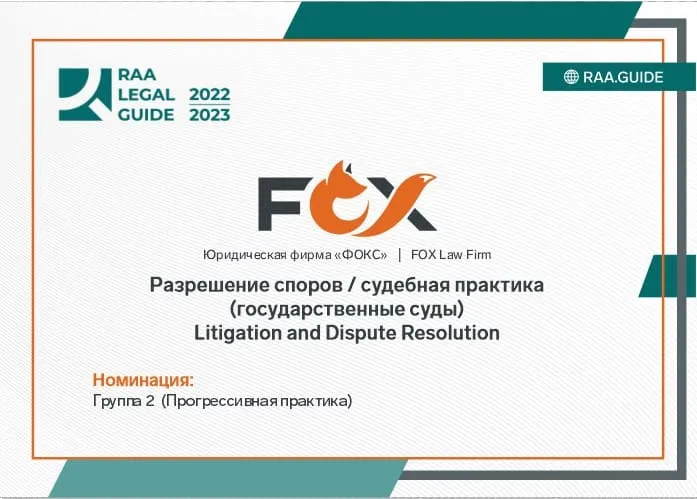 RAA
LEGAL
GUIDE
2022
2023
RAA.GUIDE
FOX
Юридическая фирма «ФОКС» | FOX Law Firm
Разрешение споров / судебная практика
(государственные суды)
Litigation and Dispute Resolution
Номинация:
Группа 2 (Прогрессивная практика)